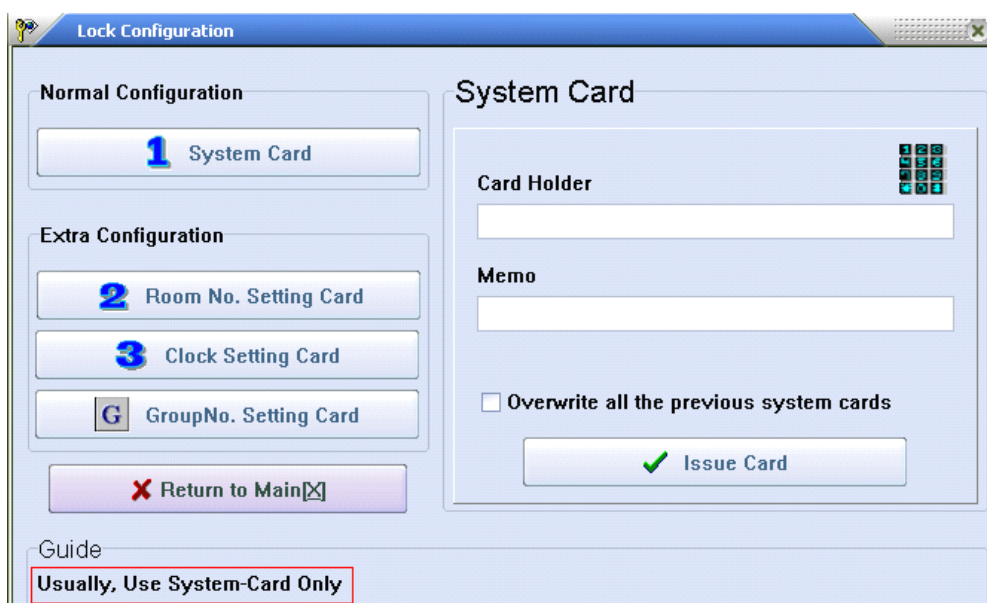 Lock Configuration
Normal Configuration
1 System Card
Extra Configuration
2 Room No. Setting Card
3 Clock Setting Card
G GroupNo. Setting Card
Return to Main[X]
System Card
Card Holder
Memo
Overwrite all the previous system cards
Issue Card
Guide
Usually, Use System-Card Only